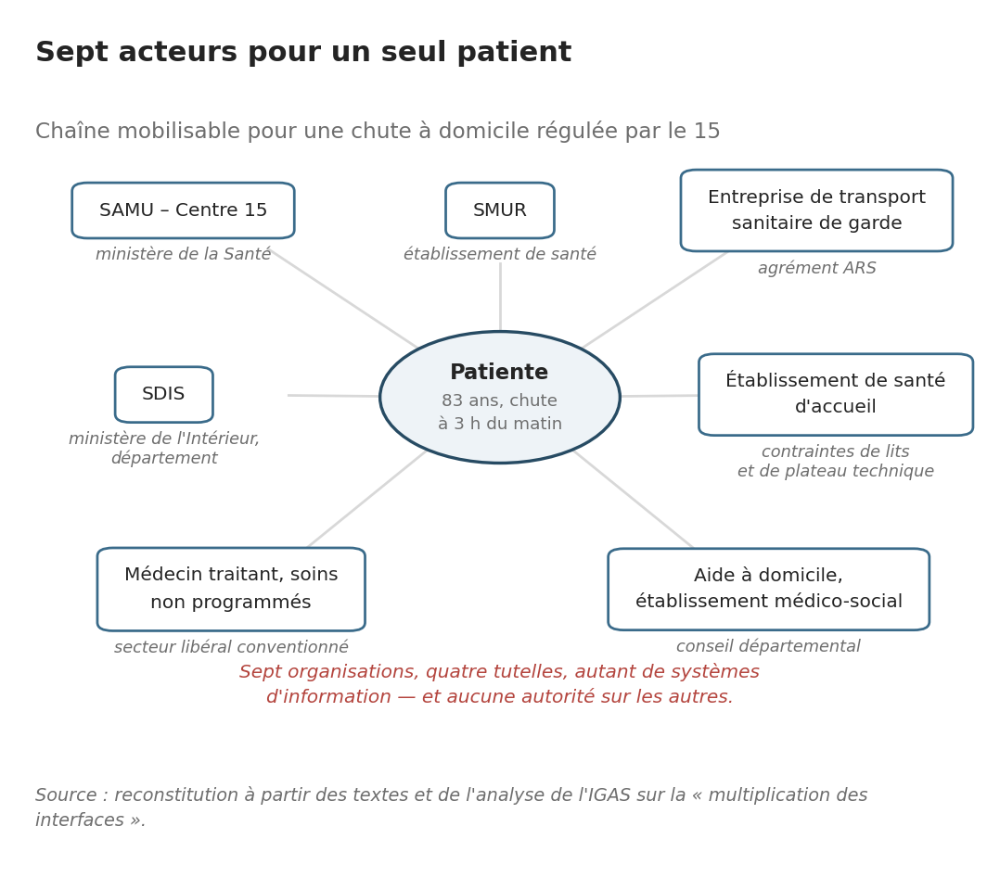 Sept acteurs pour un seul patient
Chaîne mobilisable pour une chute à domicile régulée par le 15
SAMU – Centre 15
ministère de la Santé
SMUR
établissement de santé
Entreprise de transport
sanitaire de garde
agrément ARS
SDIS
ministère de l'Intérieur,
département
Patiente
83 ans, chute
à 3 h du matin
Établissement de santé
d'accueil
contraintes de lits
et de plateau technique
Médecin traitant, soins
non programmés
secteur libéral conventionné
Aide à domicile,
établissement médico-social
conseil départemental
Sept organisations, quatre tutelles, autant de systèmes
d'information — et aucune autorité sur les autres.
Source : reconstitution à partir des textes et de l'analyse de l'IGAS sur la « multiplication des
interfaces ».